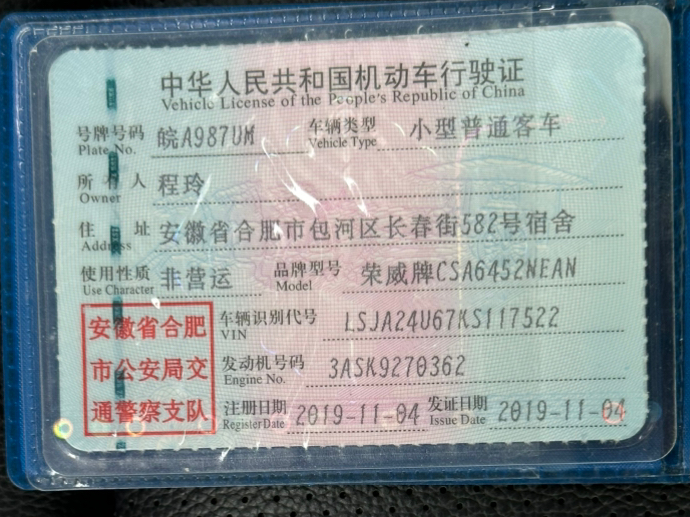 中华人民共和国机动车行驶证
Vehicle License of the People's Republic of China
号牌号码 皖A987UM 车辆类型 小型普通客车
Plate No. Vehicle Type
所有人 程玲
Owner
住址 安徽省合肥市包河区长春街582号宿舍
Address
使用性质 非营运 品牌型号 荣威牌CSA6452NEAN
Use Character Model
安徽省合肥 车辆识别代号 LSJA24U67KS117522
VIN
市公安局交 发动机号码 3ASK9270362
Engine No.
通警察支队 注册日期 2019-11-04 发证日期 2019-11-04
Register Date Issue Date